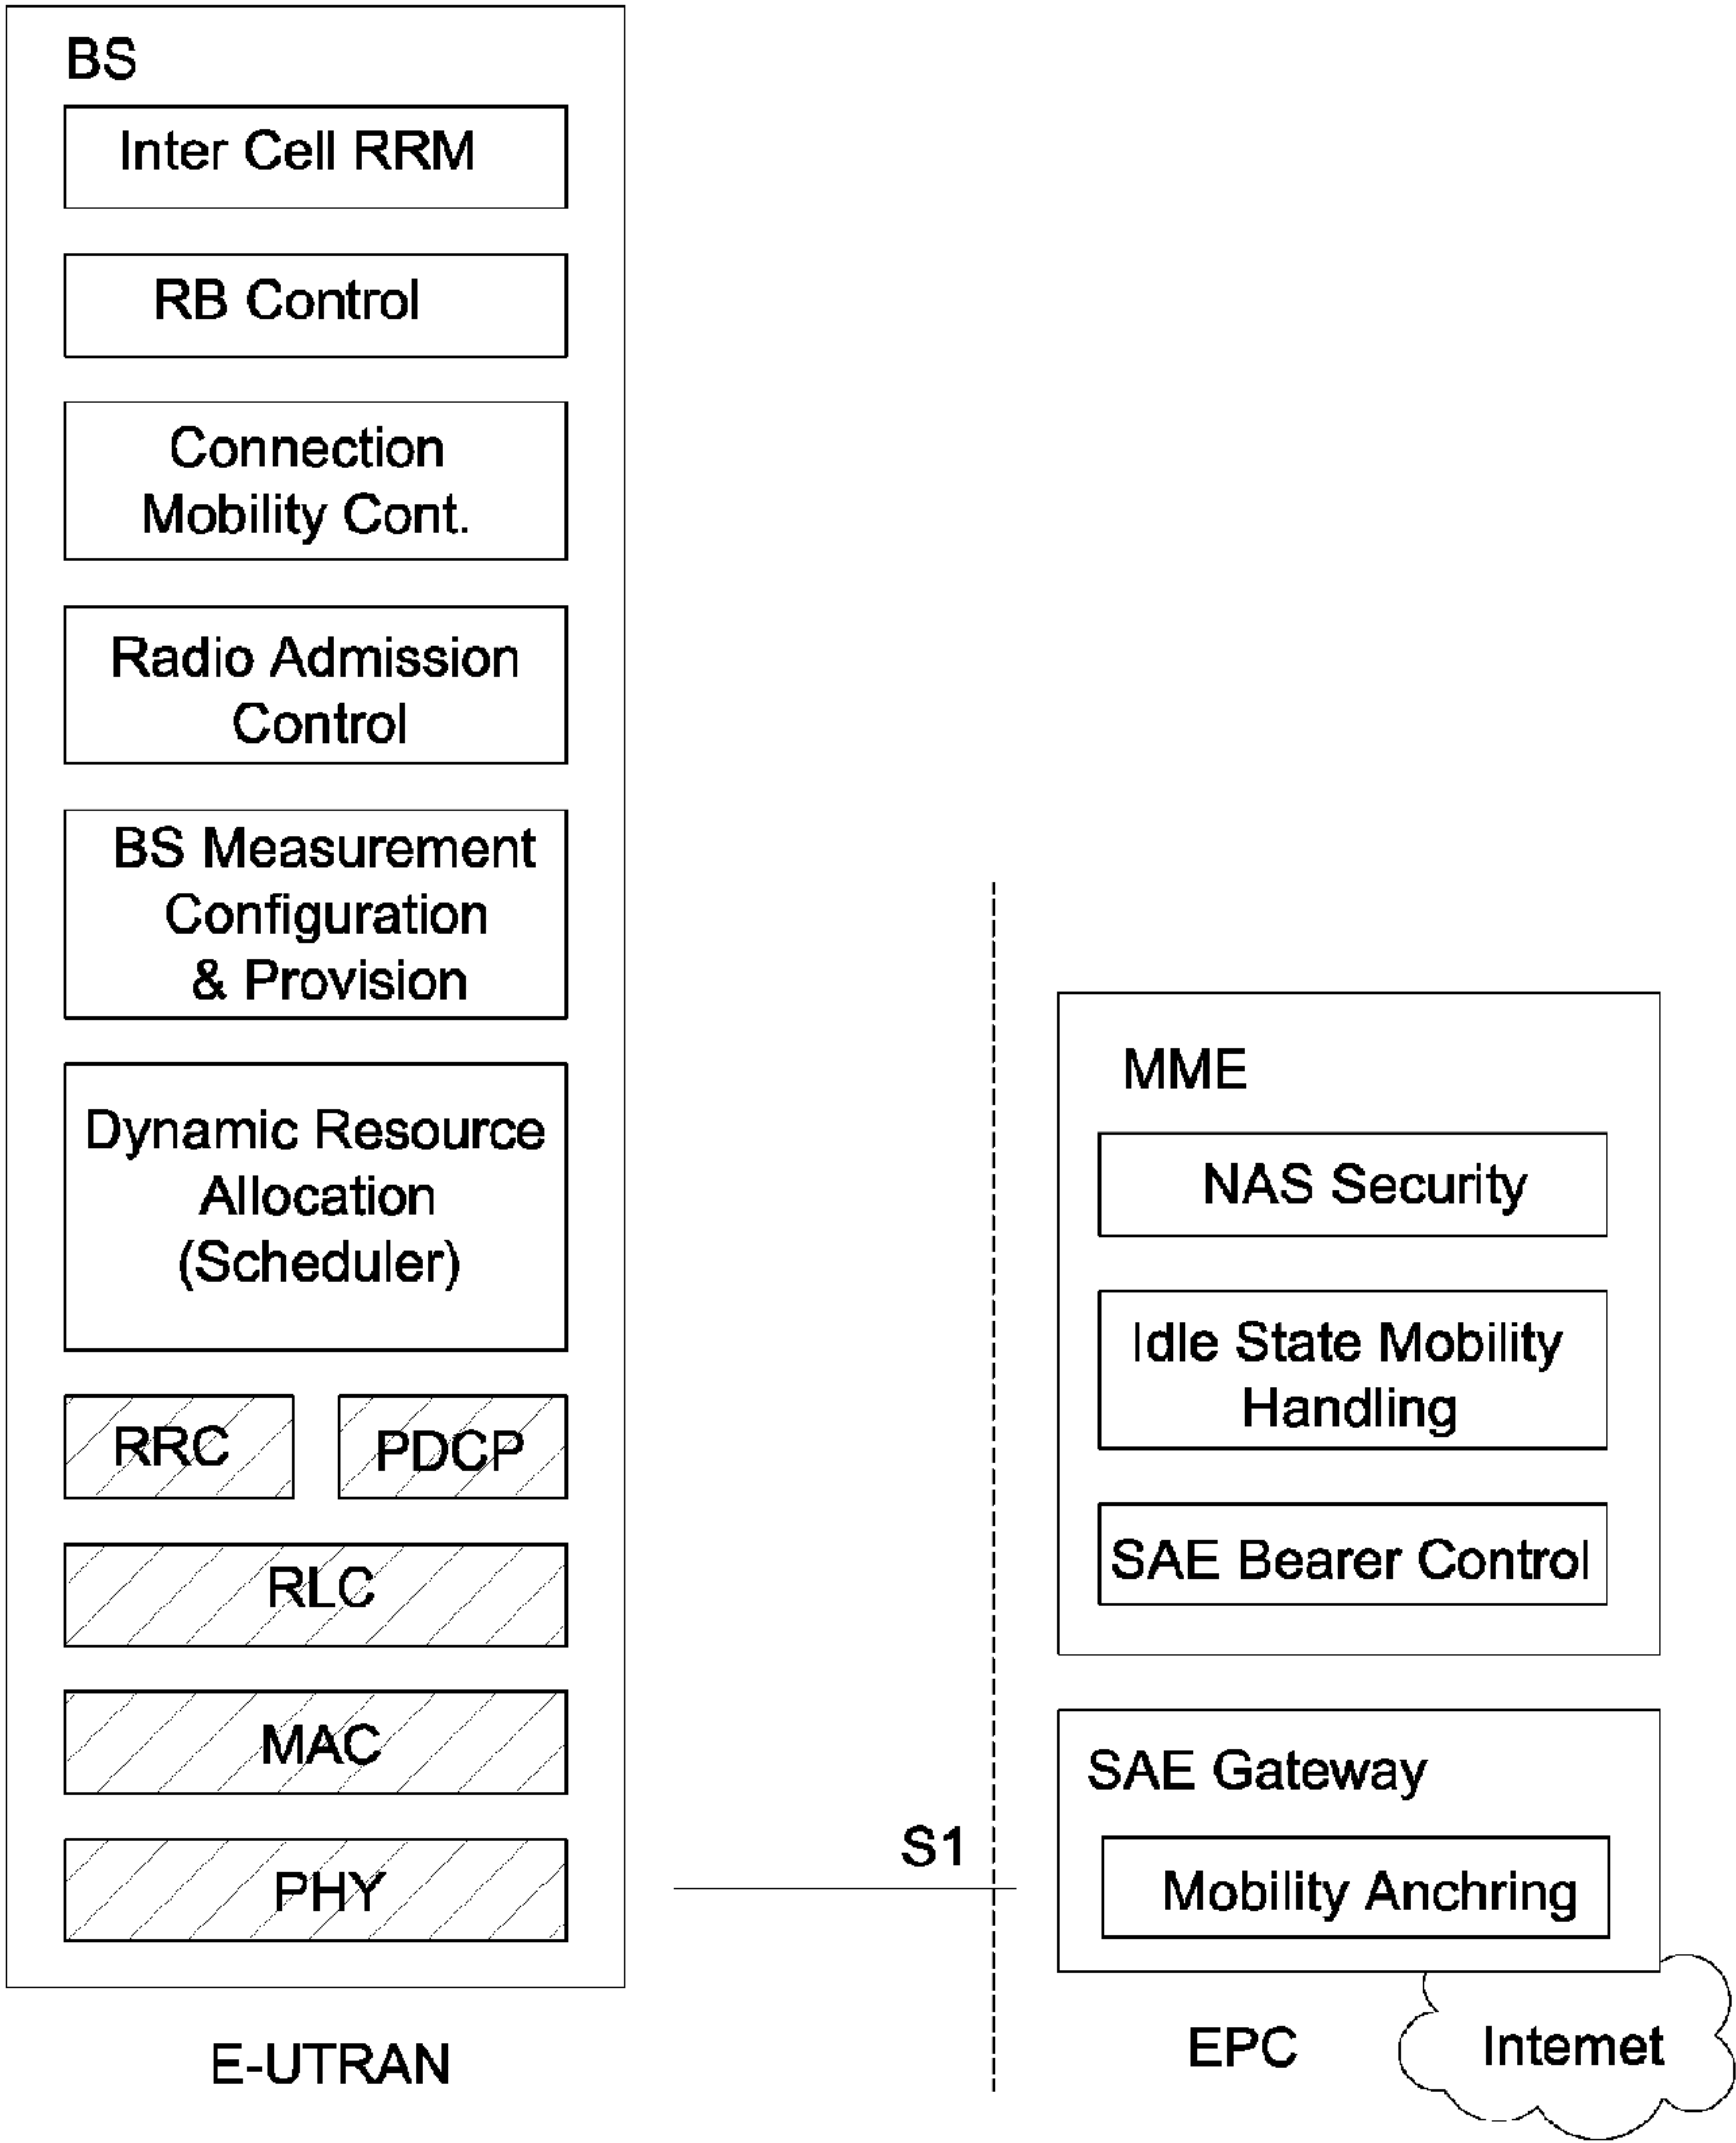 BS
Inter Cell RRM
RB Control
Connection
Mobility Cont.
Radio Admission
Control
BS Measurement
Configuration
& Provision
Dynamic Resource
Allocation
(Scheduler)
RRC
PDCP
RLC
MAC
PHY
E-UTRAN
S1
MME
NAS Security
Idle State Mobility
Handling
SAE Bearer Control
SAE Gateway
Mobility Anchring
EPC
Internet